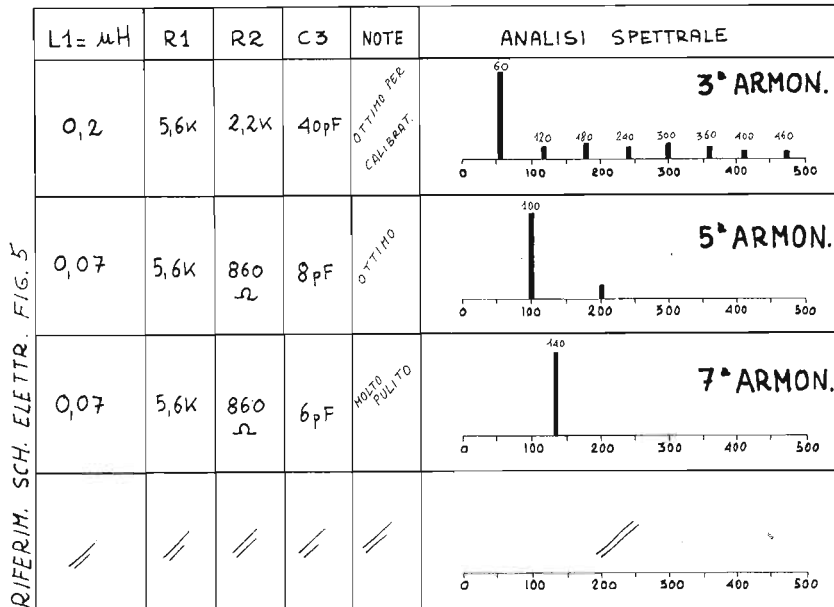 L1= µH R1 R2 C3 NOTE ANALISI SPETTRALE
0,2 5,6K 2,2K 40pF OTTIMO PER CALIBRAT.
3ª ARMON.
60 120 180 240 300 360 400 460
0 100 200 300 400 500
0,07 5,6K 860 Ω 8pF OTTIMO
5ª ARMON.
100
0 100 200 300 400 500
0,07 5,6K 860 Ω 6pF MOLTO PULITO
7ª ARMON.
140
0 100 200 300 400 500
0 100 200 300 400 500
RIFERIM. SCH. ELETTR. FIG. 5